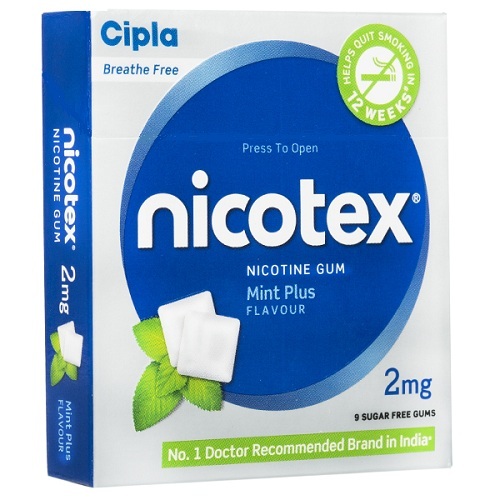 Cipla
Breathe Free
HELPS QUIT SMOKING IN
12 WEEKS*
Press To Open
nicotex®
NICOTINE GUM
Mint Plus
FLAVOUR
2mg
9 SUGAR FREE GUMS
No. 1 Doctor Recommended Brand in India*
nicotex®
NICOTINE GUM
2mg
Mint Plus
FLAVOUR